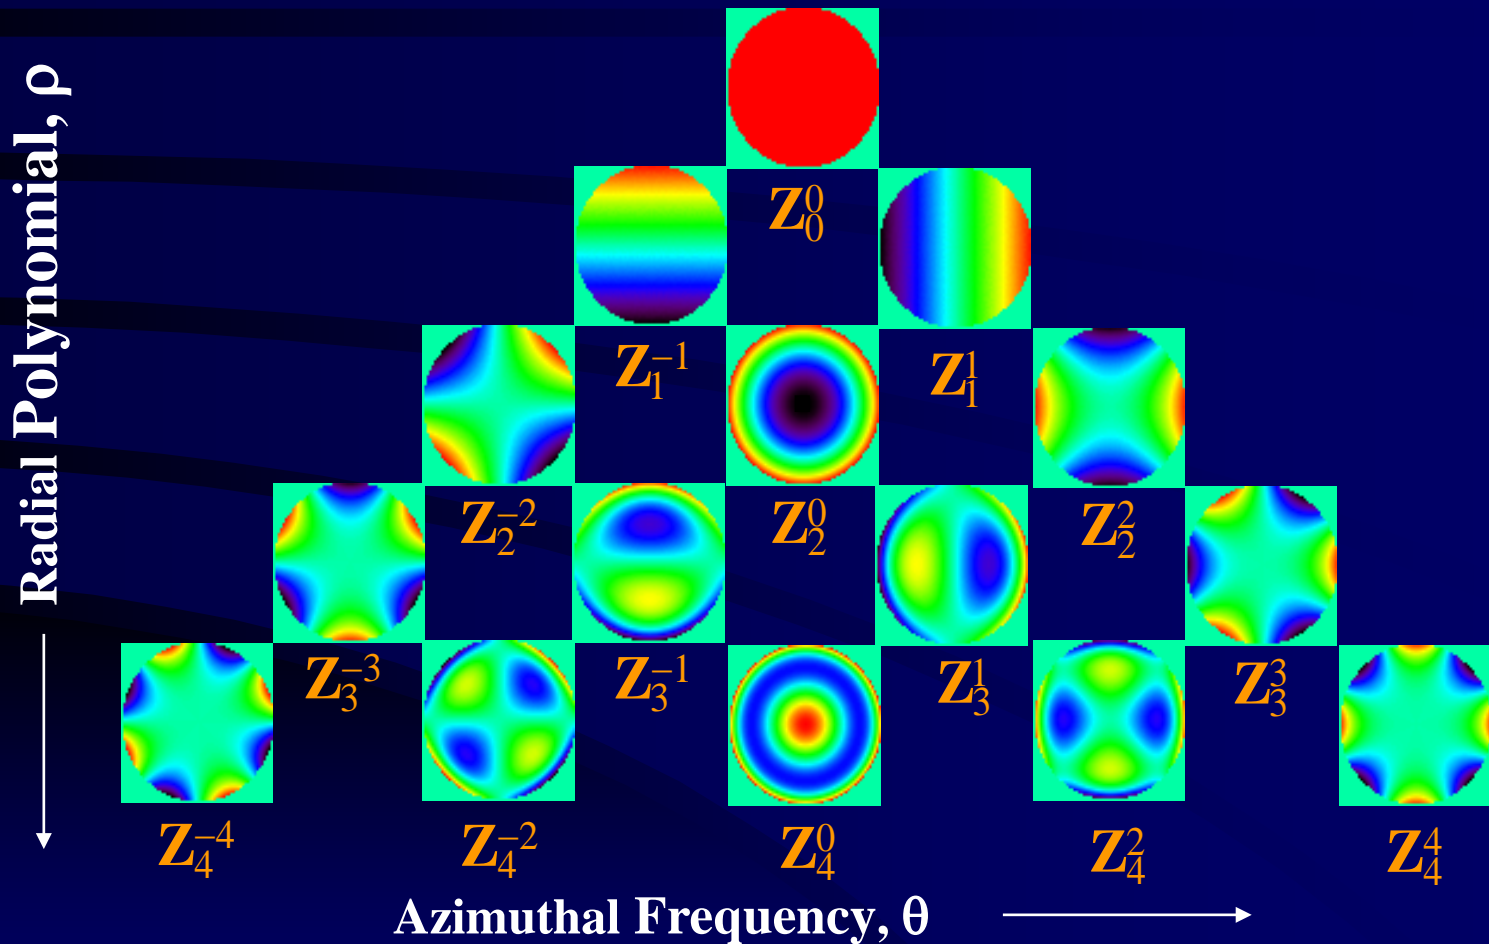 Radial Polynomial, ρ
Z₀⁰
Z₁⁻¹ Z₁¹
Z₂⁻² Z₂⁰ Z₂²
Z₃⁻³ Z₃⁻¹ Z₃¹ Z₃³
Z₄⁻⁴ Z₄⁻² Z₄⁰ Z₄² Z₄⁴
Azimuthal Frequency, θ